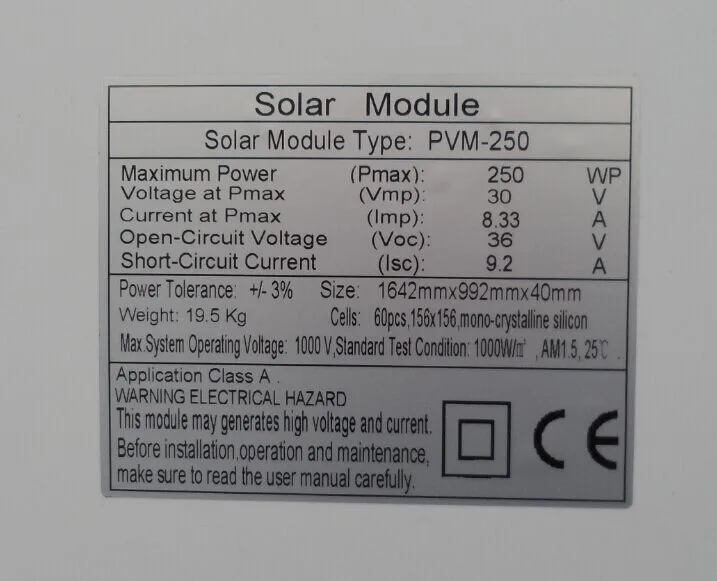 Solar Module
Solar Module Type: PVM-250
Maximum Power (Pmax): 250 WP
Voltage at Pmax (Vmp): 30 V
Current at Pmax (Imp): 8.33 A
Open-Circuit Voltage (Voc): 36 V
Short-Circuit Current (Isc): 9.2 A
Power Tolerance: +/- 3% Size: 1642mmx992mmx40mm
Weight: 19.5 Kg Cells: 60pcs,156x156,mono-crystalline silicon
Max.System Operating Voltage: 1000 V,Standard Test Condition: 1000W/㎡ , AM1.5, 25℃ .
Application Class A .
WARNING ELECTRICAL HAZARD
This module may generates high voltage and current.
Before installation,operation and maintenance,
make sure to read the user manual carefully.
CE